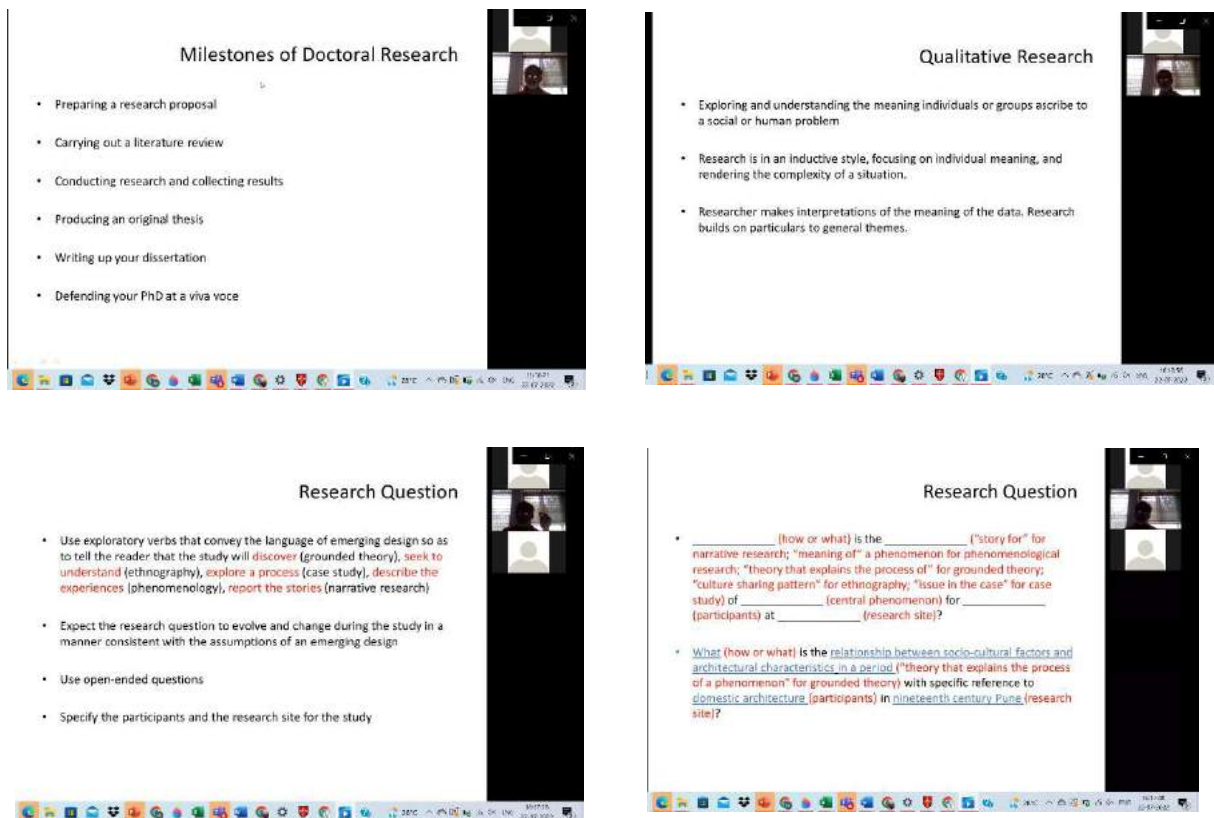 Milestones of Doctoral Research
• Preparing a research proposal
• Carrying out a literature review
• Conducting research and collecting results
• Producing an original thesis
• Writing up your dissertation
• Defending your PhD at a viva voce
Qualitative Research
• Exploring and understanding the meaning individuals or groups ascribe to
a social or human problem
• Research is in an inductive style, focusing on individual meaning, and
rendering the complexity of a situation.
• Researcher makes interpretations of the meaning of the data. Research
builds on particulars to general themes.
Research Question
• Use exploratory verbs that convey the language of emerging design so as
to tell the reader that the study will discover (grounded theory), seek to
understand (ethnography), explore a process (case study), describe the
experiences (phenomenology), report the stories (narrative research)
• Expect the research question to evolve and change during the study in a
manner consistent with the assumptions of an emerging design
• Use open-ended questions
• Specify the participants and the research site for the study
Research Question
• ____________ (how or what) is the ____________ ("story for" for
narrative research; "meaning of" a phenomenon for phenomenological
research; "theory that explains the process of" for grounded theory;
"culture sharing pattern" for ethnography; "issue in the case" for case
study) of ____________ (central phenomenon) for ____________
(participants) at ____________ (research site)?
• What (how or what) is the relationship between socio-cultural factors and
architectural characteristics in a period ("theory that explains the process
of a phenomenon" for grounded theory) with specific reference to
domestic architecture (participants) in nineteenth century Pune (research
site)?